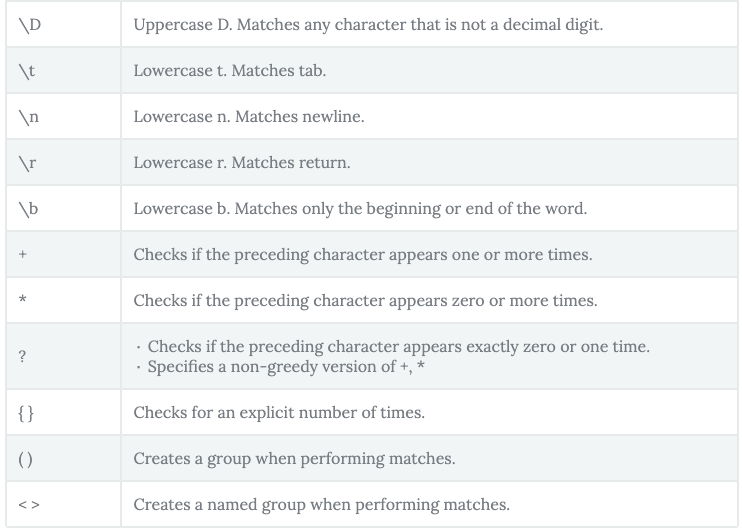 \D Uppercase D. Matches any character that is not a decimal digit.
\t Lowercase t. Matches tab.
\n Lowercase n. Matches newline.
\r Lowercase r. Matches return.
\b Lowercase b. Matches only the beginning or end of the word.
+ Checks if the preceding character appears one or more times.
* Checks if the preceding character appears zero or more times.
? · Checks if the preceding character appears exactly zero or one time.
· Specifies a non-greedy version of +, *
{ } Checks for an explicit number of times.
( ) Creates a group when performing matches.
< > Creates a named group when performing matches.